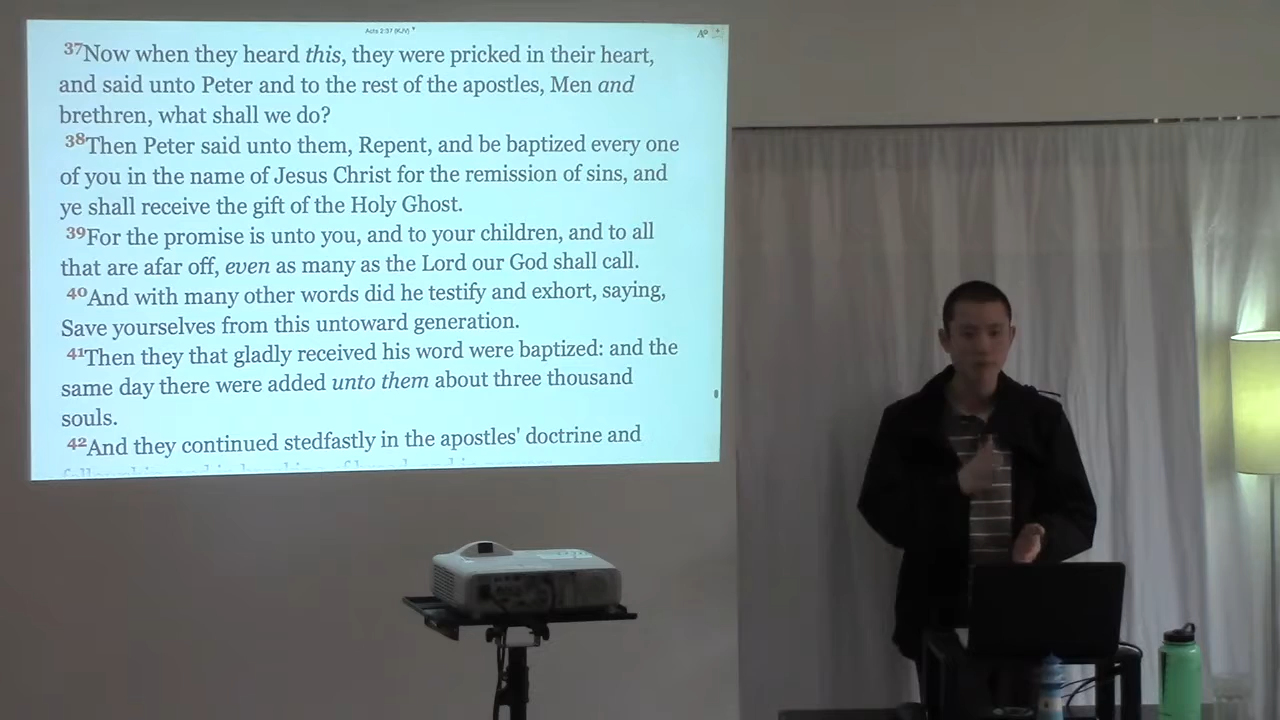 Acts 2:37 (KJV)
37Now when they heard this, they were pricked in their heart,
and said unto Peter and to the rest of the apostles, Men and
brethren, what shall we do?
38Then Peter said unto them, Repent, and be baptized every one
of you in the name of Jesus Christ for the remission of sins, and
ye shall receive the gift of the Holy Ghost.
39For the promise is unto you, and to your children, and to all
that are afar off, even as many as the Lord our God shall call.
40And with many other words did he testify and exhort, saying,
Save yourselves from this untoward generation.
41Then they that gladly received his word were baptized: and the
same day there were added unto them about three thousand
souls.
42And they continued stedfastly in the apostles' doctrine and